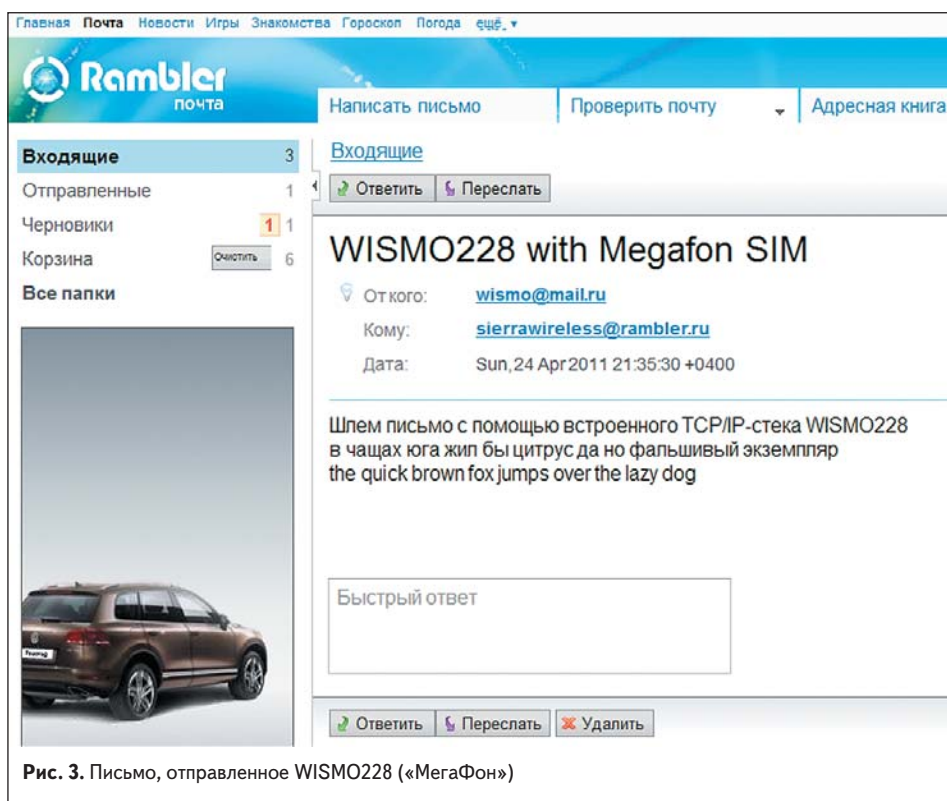 Главная Почта Новости Игры Знакомства Гороскоп Погода ещё
Rambler
почта
Написать письмо Проверить почту Адресная книга
Входящие 3
Отправленные 1
Черновики 1 1
Корзина Очистить 6
Все папки
Входящие
Ответить Переслать
WISMO228 with Megafon SIM
От кого: wismo@mail.ru
Кому: sierrawireless@rambler.ru
Дата: Sun, 24 Apr 2011 21:35:30 +0400
Шлем письмо с помощью встроенного TCP/IP-стека WISMO228
в чащах юга жил бы цитрус да но фальшивый экземпляр
the quick brown fox jumps over the lazy dog
Быстрый ответ
Ответить Переслать Удалить
Рис. 3. Письмо, отправленное WISMO228 («МегаФон»)